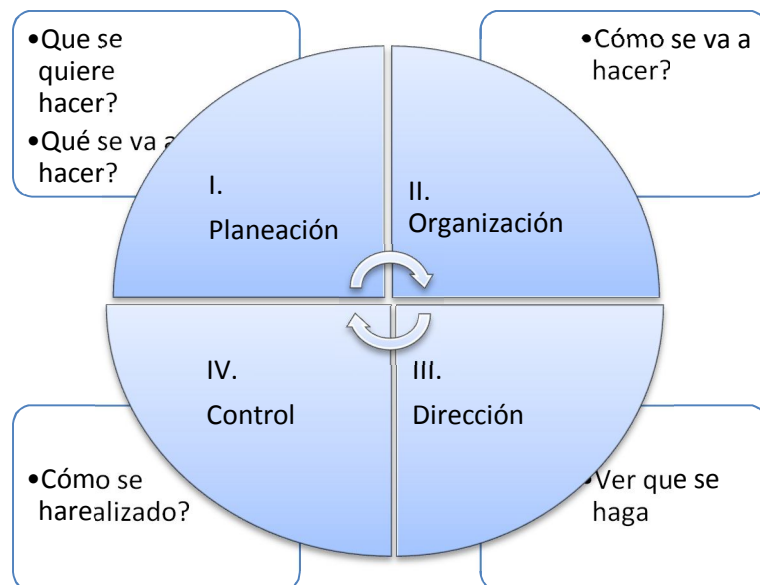 •Que se
quiere
hacer?
•Qué se va a
hacer?
•Cómo se va a
hacer?
I.
Planeación
II.
Organización
IV.
Control
III.
Dirección
•Cómo se
harealizado?
•Ver que se
haga